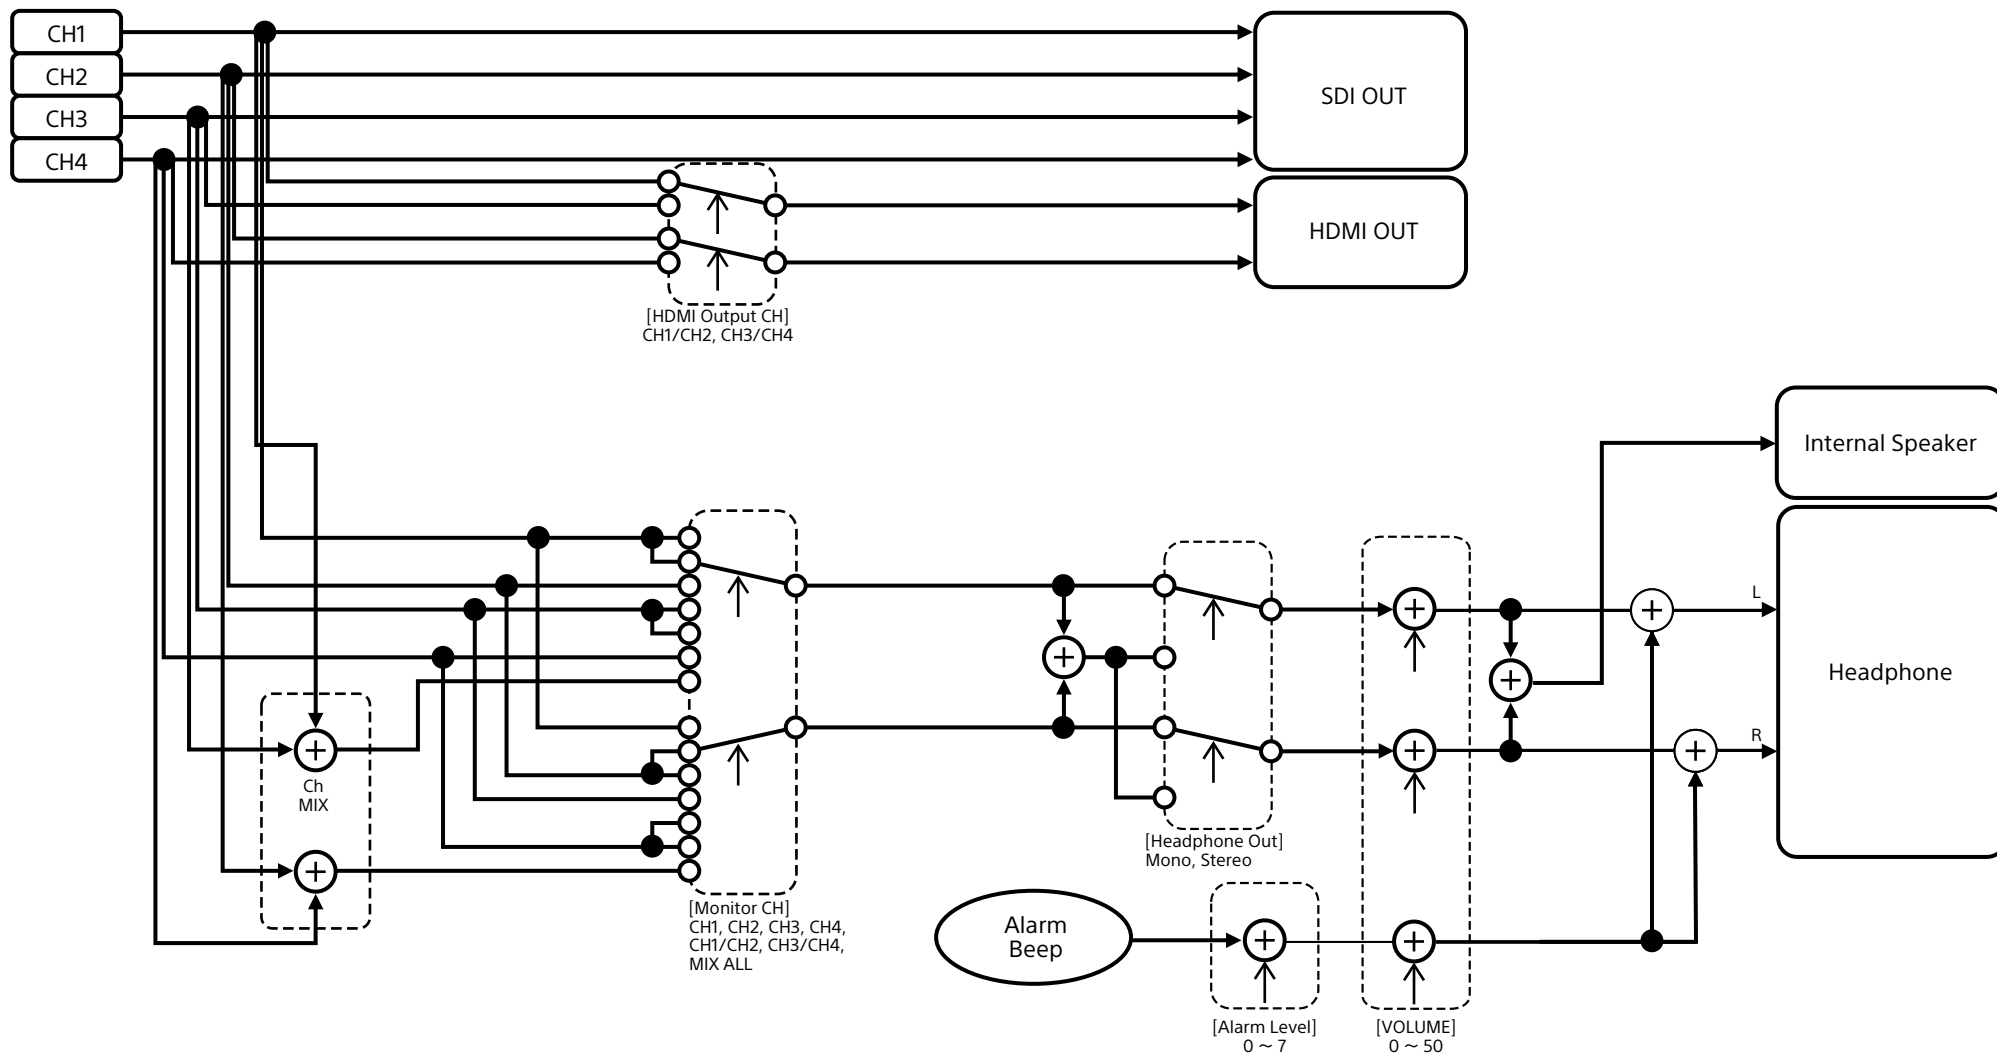 CH1
CH2
CH3
CH4
SDI OUT
HDMI OUT
[HDMI Output CH]
CH1/CH2, CH3/CH4
Internal Speaker
Headphone
L
R
Ch
MIX
[Monitor CH]
CH1, CH2, CH3, CH4,
CH1/CH2, CH3/CH4,
MIX ALL
[Headphone Out]
Mono, Stereo
Alarm
Beep
[Alarm Level]
0 ~ 7
[VOLUME]
0 ~ 50